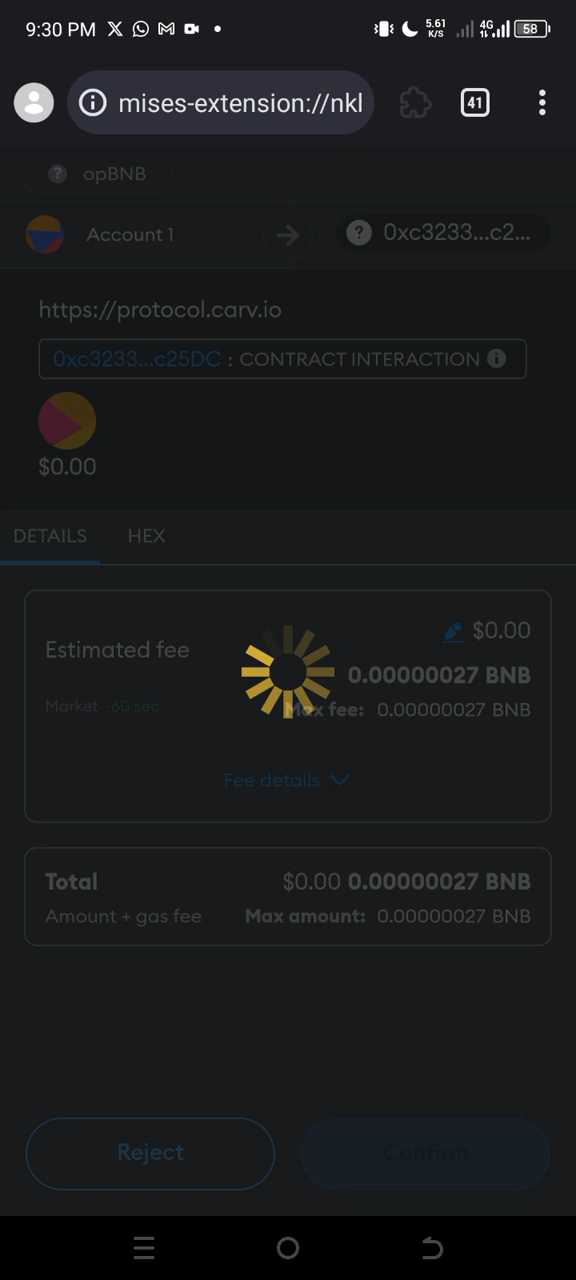 9:30 PM
5.61 K/S
4G
58
mises-extension://nkl
41
? opBNB
Account 1
? 0xc3233...c2...
https://protocol.carv.io
0xc3233...c25DC : CONTRACT INTERACTION
$0.00
DETAILS HEX
$0.00
Estimated fee
0.00000027 BNB
Market ~60 sec
Max fee: 0.00000027 BNB
Fee details
Total $0.00 0.00000027 BNB
Amount + gas fee Max amount: 0.00000027 BNB
Reject Confirm